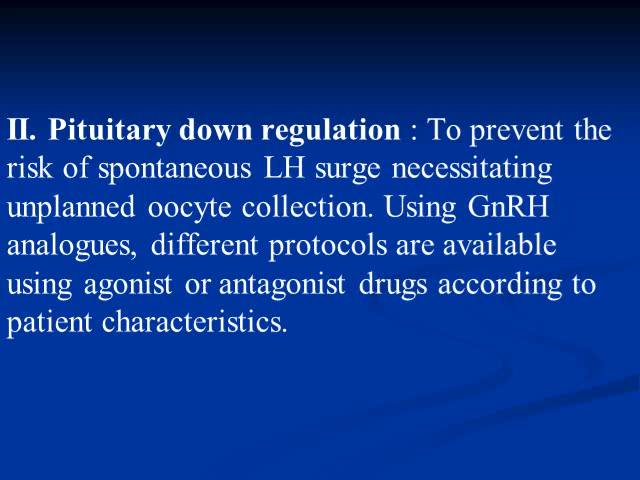 II. Pituitary down regulation : To prevent the
risk of spontaneous LH surge necessitating
unplanned oocyte collection. Using GnRH
analogues, different protocols are available
using agonist or antagonist drugs according to
patient characteristics.